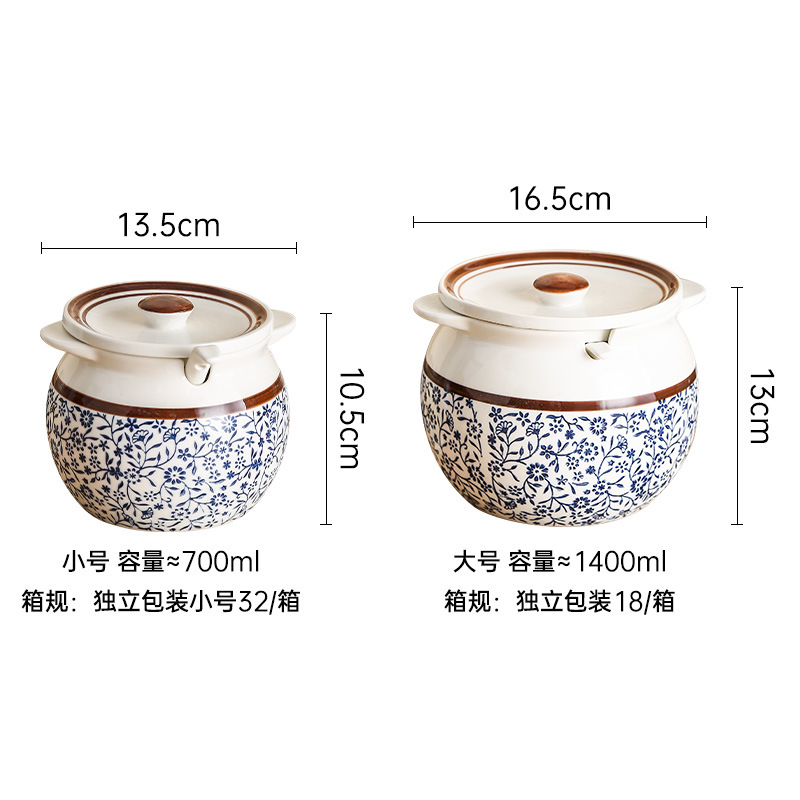 13.5cm
10.5cm
小号 容量≈700ml
箱规：独立包装小号32/箱
16.5cm
13cm
大号 容量≈1400ml
箱规：独立包装18/箱